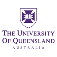 THE UNIVERSITY
OF QUEENSLAND
AUSTRALIA